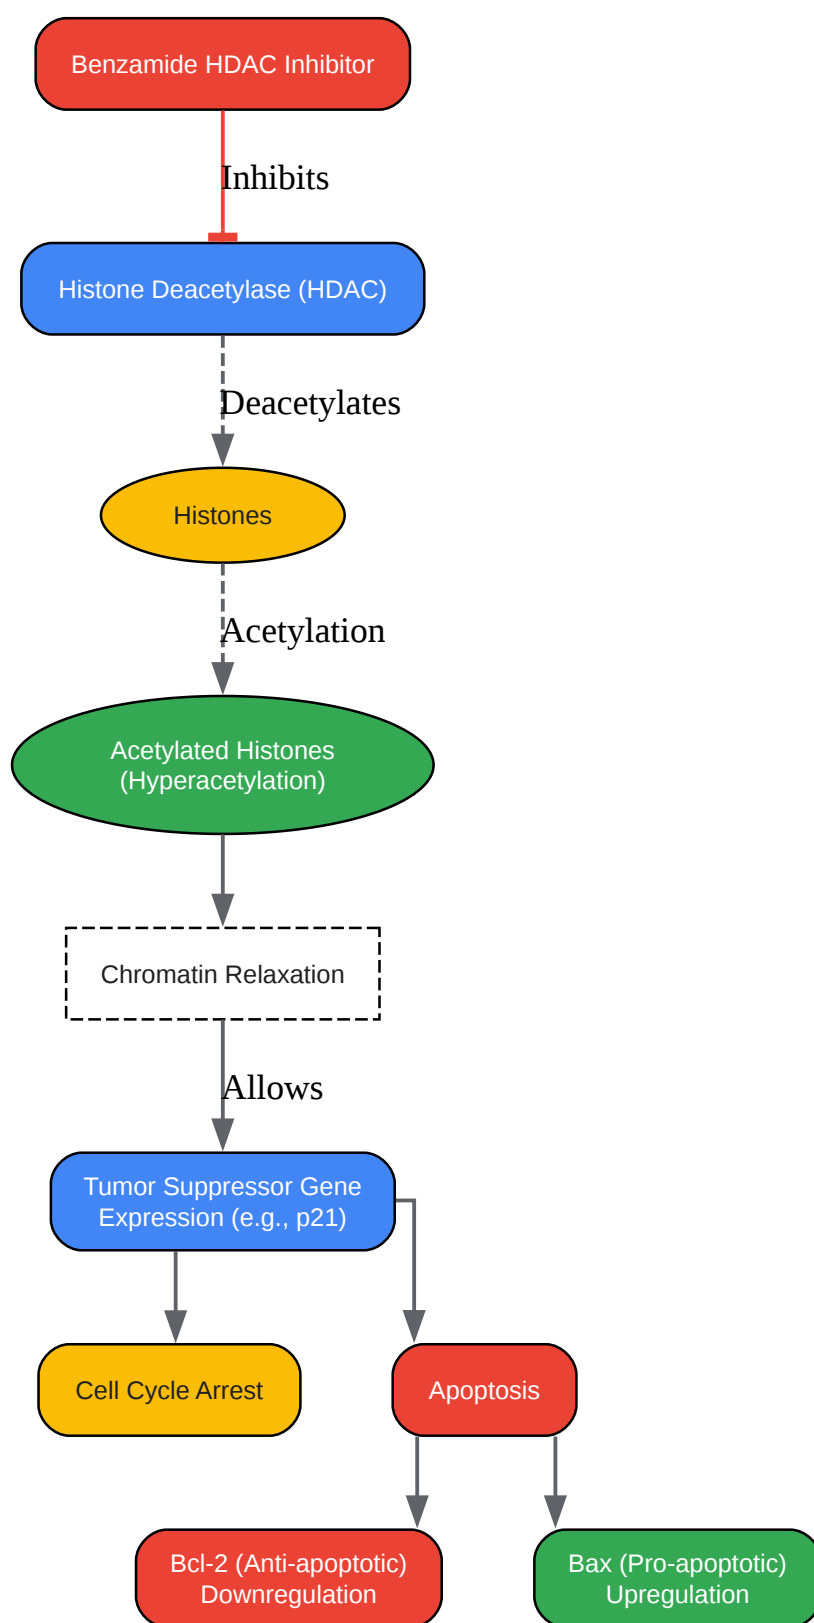 Benzamide HDAC Inhibitor
Inhibits
Histone Deacetylase (HDAC)
Deacetylates
Histones
Acetylation
Acetylated Histones
(Hyperacetylation)
Chromatin Relaxation
Allows
Tumor Suppressor Gene
Expression (e.g., p21)
Cell Cycle Arrest
Apoptosis
Bcl-2 (Anti-apoptotic)
Downregulation
Bax (Pro-apoptotic)
Upregulation